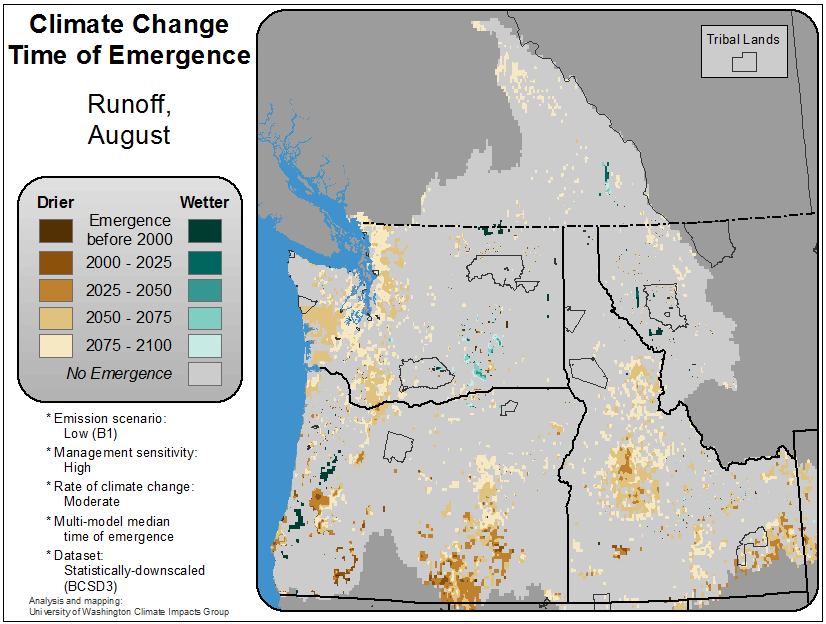 Climate Change
Time of Emergence
Runoff,
August
Drier
Wetter
Emergence
before 2000
2000 - 2025
2025 - 2050
2050 - 2075
2075 - 2100
No Emergence
* Emission scenario:
Low (B1)
* Management sensitivity:
High
* Rate of climate change:
Moderate
* Multi-model median
time of emergence
* Dataset:
Statistically-downscaled
(BCSD3)
Analysis and mapping:
University of Washington Climate Impacts Group
Tribal Lands